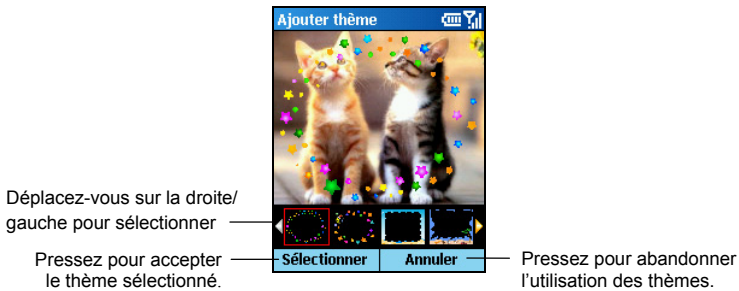 Ajouter thème
Déplacez-vous sur la droite/
gauche pour sélectionner
Pressez pour accepter
le thème sélectionné.
Sélectionner
Annuler
Pressez pour abandonner
l'utilisation des thèmes.